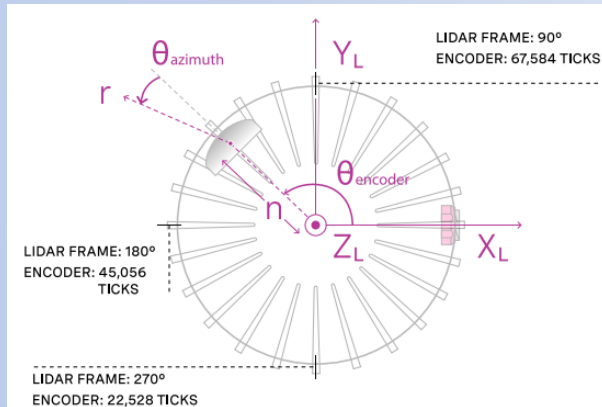 LIDAR FRAME: 90°
ENCODER: 67,584 TICKS
θazimuth
YL
r
θencoder
n
ZL
XL
LIDAR FRAME: 180°
ENCODER: 45,056
TICKS
LIDAR FRAME: 270°
ENCODER: 22,528 TICKS